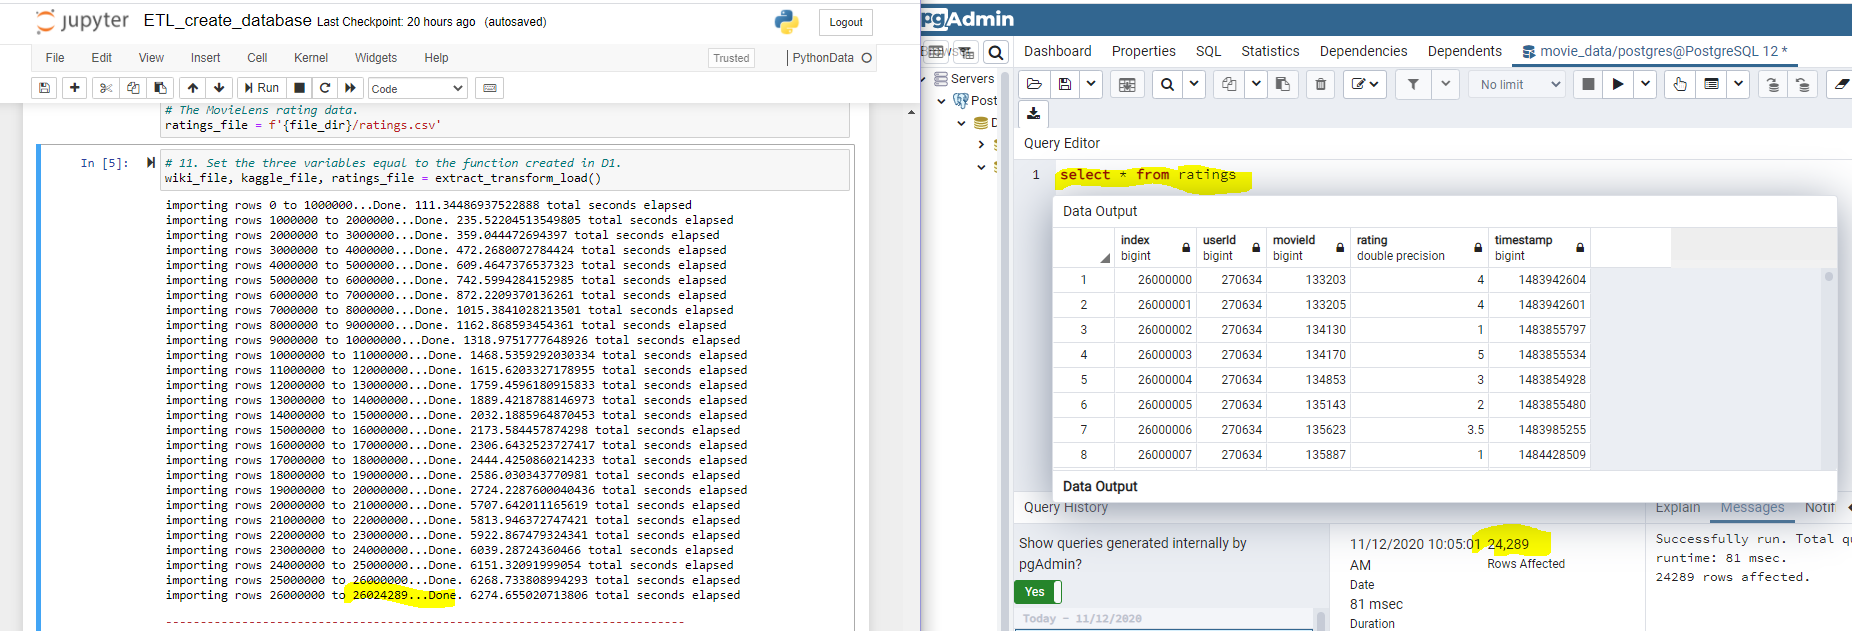 jupyter ETL_create_database Last Checkpoint: 20 hours ago (autosaved)
Logout
File Edit View Insert Cell Kernel Widgets Help
Trusted
PythonData
Run
Code
# The MovieLens rating data.
ratings_file = f'{file_dir}/ratings.csv'
In [5]:
# 11. Set the three variables equal to the function created in D1.
wiki_file, kaggle_file, ratings_file = extract_transform_load()
importing rows 0 to 1000000...Done. 111.34486937522888 total seconds elapsed
importing rows 1000000 to 2000000...Done. 235.52204513549805 total seconds elapsed
importing rows 2000000 to 3000000...Done. 359.044472694397 total seconds elapsed
importing rows 3000000 to 4000000...Done. 472.2680072784424 total seconds elapsed
importing rows 4000000 to 5000000...Done. 609.4647376537323 total seconds elapsed
importing rows 5000000 to 6000000...Done. 742.5994284152985 total seconds elapsed
importing rows 6000000 to 7000000...Done. 872.2209370136261 total seconds elapsed
importing rows 7000000 to 8000000...Done. 1015.3841028213501 total seconds elapsed
importing rows 8000000 to 9000000...Done. 1162.868593454361 total seconds elapsed
importing rows 9000000 to 10000000...Done. 1318.9751777648926 total seconds elapsed
importing rows 10000000 to 11000000...Done. 1468.5359292030334 total seconds elapsed
importing rows 11000000 to 12000000...Done. 1615.6203327178955 total seconds elapsed
importing rows 12000000 to 13000000...Done. 1759.4596180915833 total seconds elapsed
importing rows 13000000 to 14000000...Done. 1889.4218788146973 total seconds elapsed
importing rows 14000000 to 15000000...Done. 2032.1885964870453 total seconds elapsed
importing rows 15000000 to 16000000...Done. 2173.584457874298 total seconds elapsed
importing rows 16000000 to 17000000...Done. 2306.6432523727417 total seconds elapsed
importing rows 17000000 to 18000000...Done. 2444.4250860214233 total seconds elapsed
importing rows 18000000 to 19000000...Done. 2586.030343770981 total seconds elapsed
importing rows 19000000 to 20000000...Done. 2724.2287600040436 total seconds elapsed
importing rows 20000000 to 21000000...Done. 5707.642011165619 total seconds elapsed
importing rows 21000000 to 22000000...Done. 5813.946372747421 total seconds elapsed
importing rows 22000000 to 23000000...Done. 5922.867479324341 total seconds elapsed
importing rows 23000000 to 24000000...Done. 6039.28724360466 total seconds elapsed
importing rows 24000000 to 25000000...Done. 6151.32091999054 total seconds elapsed
importing rows 25000000 to 26000000...Done. 6268.733808994293 total seconds elapsed
importing rows 26000000 to 26024289...Done. 6274.655020713806 total seconds elapsed
pgAdmin
Dashboard Properties SQL Statistics Dependencies Dependents movie_data/postgres@PostgreSQL 12 *
Servers
Post
D
No limit
Query Editor
1 select * from ratings
Data Output
index bigint userId bigint movieId bigint rating double precision timestamp bigint
1 26000000 270634 133203 4 1483942604
2 26000001 270634 133205 4 1483942601
3 26000002 270634 134130 1 1483855797
4 26000003 270634 134170 5 1483855534
5 26000004 270634 134853 3 1483854928
6 26000005 270634 135143 2 1483855480
7 26000006 270634 135623 3.5 1483985255
8 26000007 270634 135887 1 1484428509
Data Output
Query History
Explain Messages Notif
Show queries generated internally by
pgAdmin?
Yes
Today - 11/12/2020
11/12/2020 10:05:01
AM
Date
81 msec
Duration
24,289
Rows Affected
Successfully run. Total qu
runtime: 81 msec.
24289 rows affected.